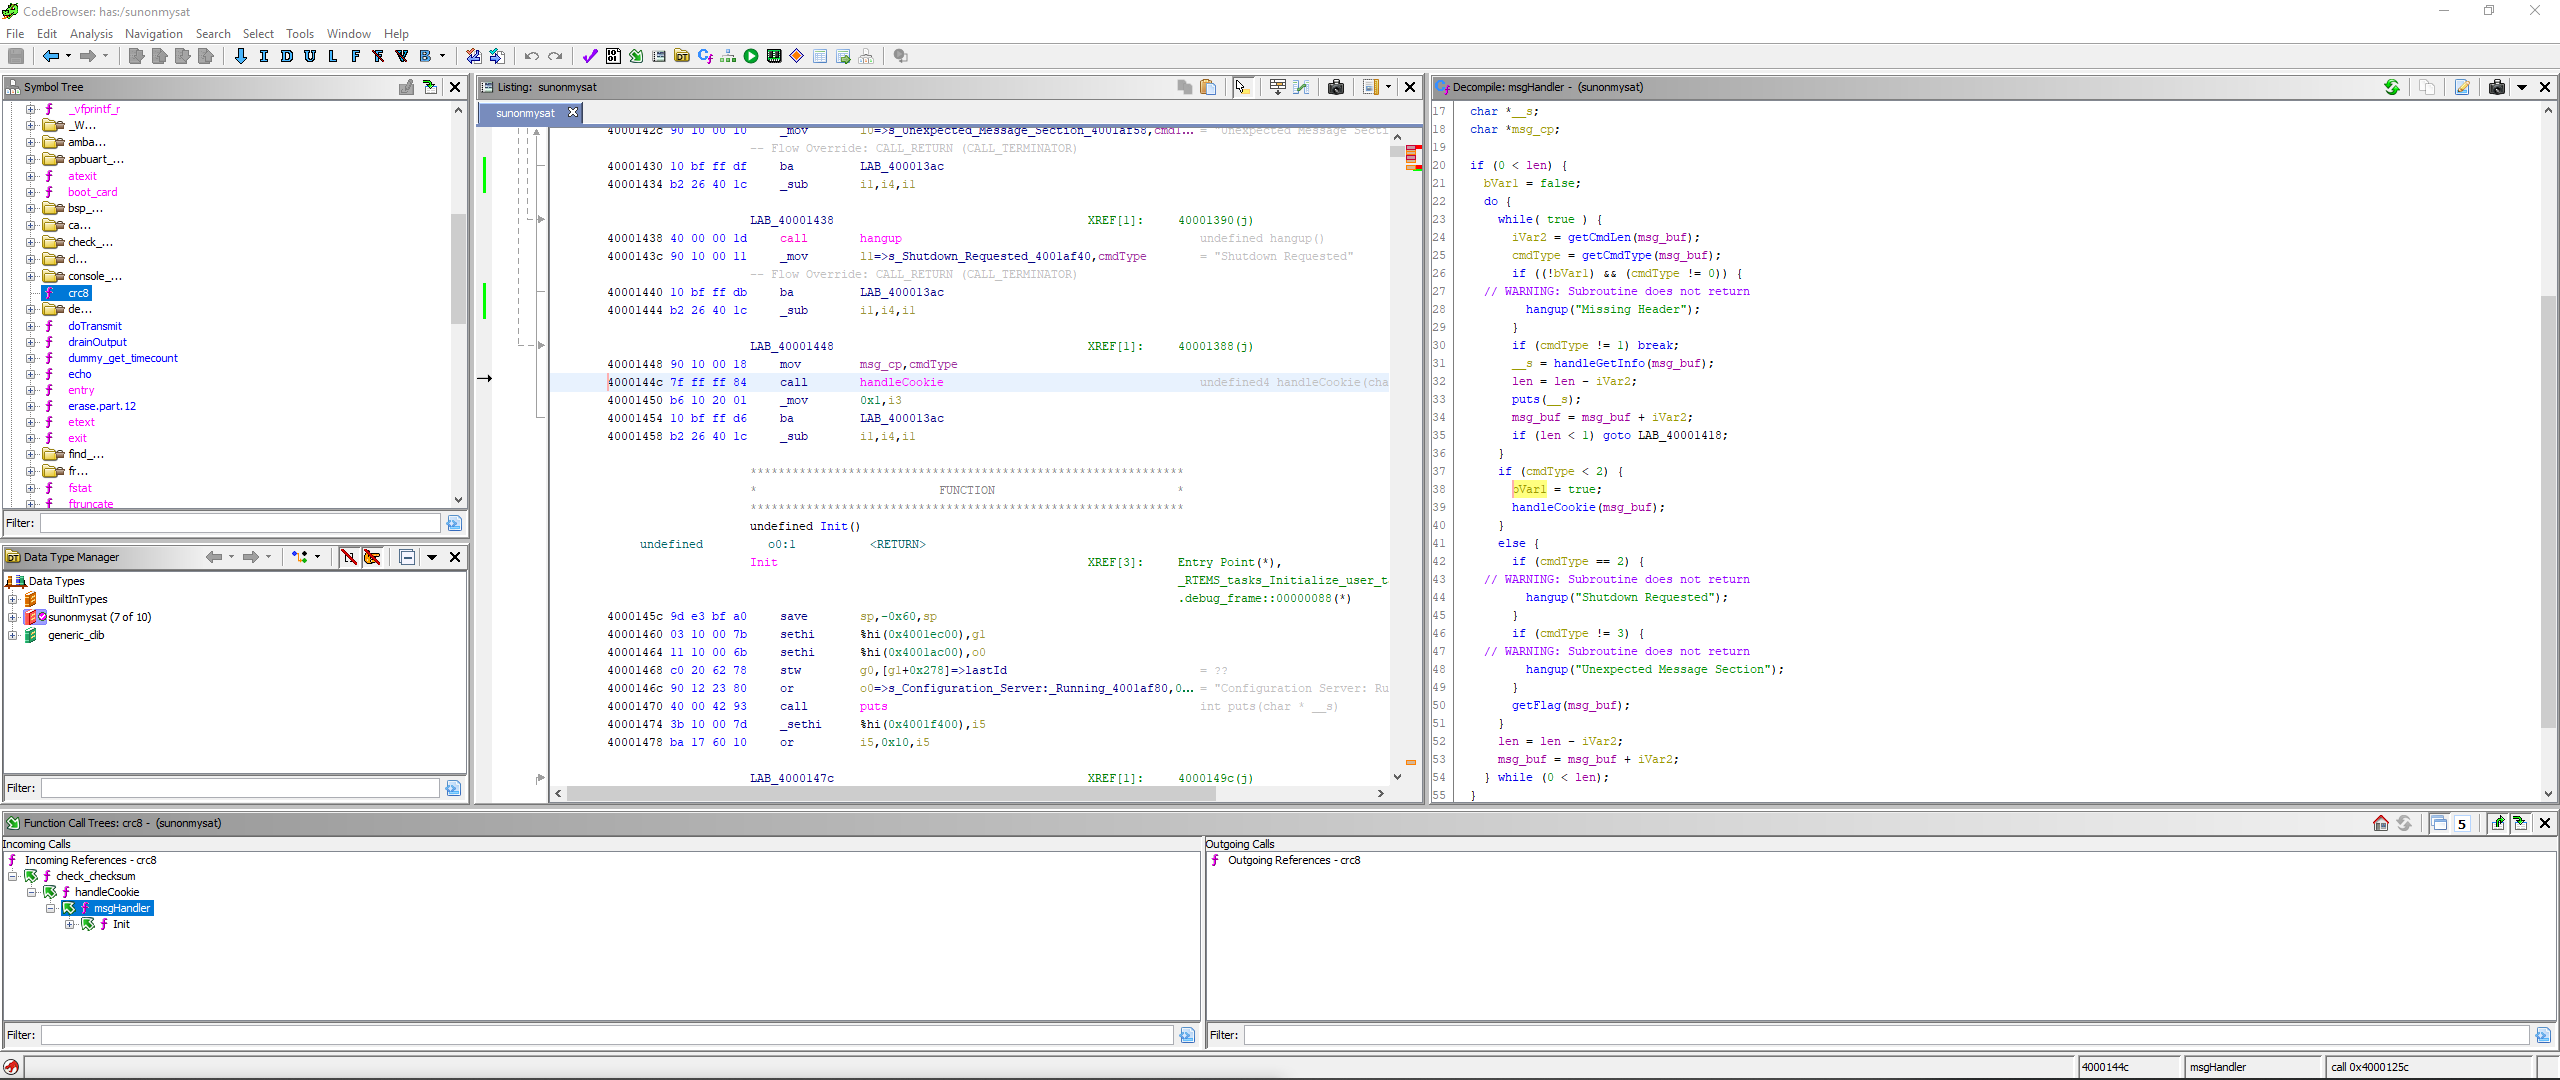 CodeBrowser: has:/sunonmysat
File Edit Analysis Navigation Search Select Tools Window Help
I D U L F B
Symbol Tree
_vfprintf_r
_W...
amba...
apbuart_...
atexit
boot_card
bsp_...
ca...
check_...
cl...
console_...
crc8
de...
doTransmit
drainOutput
dummy_get_timecount
echo
entry
erase.part.12
etext
exit
find_...
fr...
fstat
ftruncate
Filter:
Data Type Manager
Data Types
BuiltInTypes
sunonmysat (7 of 10)
generic_clib
Filter:
Listing: sunonmysat
sunonmysat
4000142c 90 10 00 10 _mov l0=>s_Unexpected_Message_Section_4001af58,cmdT... = "Unexpected Message Secti
-- Flow Override: CALL_RETURN (CALL_TERMINATOR)
40001430 10 bf ff df ba LAB_400013ac
40001434 b2 26 40 1c _sub i1,i4,i1
LAB_40001438 XREF[1]: 40001390(j)
40001438 40 00 00 1d call hangup undefined hangup()
4000143c 90 10 00 11 _mov l1=>s_Shutdown_Requested_4001af40,cmdType = "Shutdown Requested"
-- Flow Override: CALL_RETURN (CALL_TERMINATOR)
40001440 10 bf ff db ba LAB_400013ac
40001444 b2 26 40 1c _sub i1,i4,i1
LAB_40001448 XREF[1]: 40001388(j)
40001448 90 10 00 18 mov msg_cp,cmdType
4000144c 7f ff ff 84 call handleCookie undefined4 handleCookie(cha
40001450 b6 10 20 01 _mov 0x1,i3
40001454 10 bf ff d6 ba LAB_400013ac
40001458 b2 26 40 1c _sub i1,i4,i1
**************************************************************
* FUNCTION *
**************************************************************
undefined Init()
undefined o0:1 <RETURN>
Init XREF[3]: Entry Point(*),
_RTEMS_tasks_Initialize_user_t
.debug_frame::00000088(*)
4000145c 9d e3 bf a0 save sp,-0x60,sp
40001460 03 10 00 7b sethi %hi(0x4001ec00),g1
40001464 11 10 00 6b sethi %hi(0x4001ac00),o0
40001468 c0 20 62 78 stw g0,[g1+0x278]=>lastId = ??
4000146c 90 12 23 80 or o0=>s_Configuration_Server:_Running_4001af80,0... = "Configuration Server: Ru
40001470 40 00 42 93 call puts int puts(char * __s)
40001474 3b 10 00 7d _sethi %hi(0x4001f400),i5
40001478 ba 17 60 10 or i5,0x10,i5
LAB_4000147c XREF[1]: 4000149c(j)
Decompile: msgHandler - (sunonmysat)
17 char *__s;
18 char *msg_cp;
19
20 if (0 < len) {
21 bVar1 = false;
22 do {
23 while( true ) {
24 iVar2 = getCmdLen(msg_buf);
25 cmdType = getCmdType(msg_buf);
26 if ((!bVar1) && (cmdType != 0)) {
27 // WARNING: Subroutine does not return
28 hangup("Missing Header");
29 }
30 if (cmdType != 1) break;
31 __s = handleGetInfo(msg_buf);
32 len = len - iVar2;
33 puts(__s);
34 msg_buf = msg_buf + iVar2;
35 if (len < 1) goto LAB_40001418;
36 }
37 if (cmdType < 2) {
38 bVar1 = true;
39 handleCookie(msg_buf);
40 }
41 else {
42 if (cmdType == 2) {
43 // WARNING: Subroutine does not return
44 hangup("Shutdown Requested");
45 }
46 if (cmdType != 3) {
47 // WARNING: Subroutine does not return
48 hangup("Unexpected Message Section");
49 }
50 getFlag(msg_buf);
51 }
52 len = len - iVar2;
53 msg_buf = msg_buf + iVar2;
54 } while (0 < len);
55 }
Function Call Trees: crc8 - (sunonmysat)
5
Incoming Calls
Incoming References - crc8
check_checksum
handleCookie
msgHandler
Init
Filter:
Outgoing Calls
Outgoing References - crc8
Filter:
4000144c msgHandler call 0x4000125c